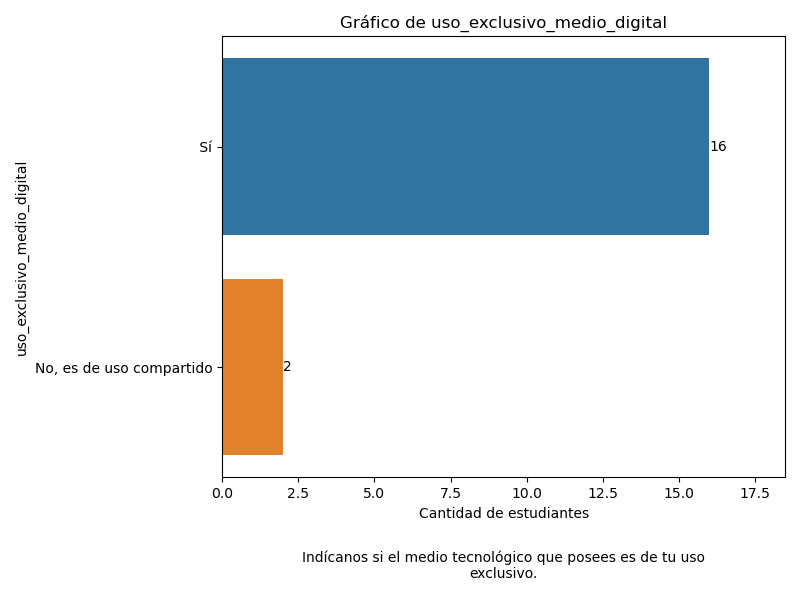 Gráfico de uso_exclusivo_medio_digital
uso_exclusivo_medio_digital
Sí
16
No, es de uso compartido
2
0.0 2.5 5.0 7.5 10.0 12.5 15.0 17.5
Cantidad de estudiantes
Indícanos si el medio tecnológico que posees es de tu uso
exclusivo.